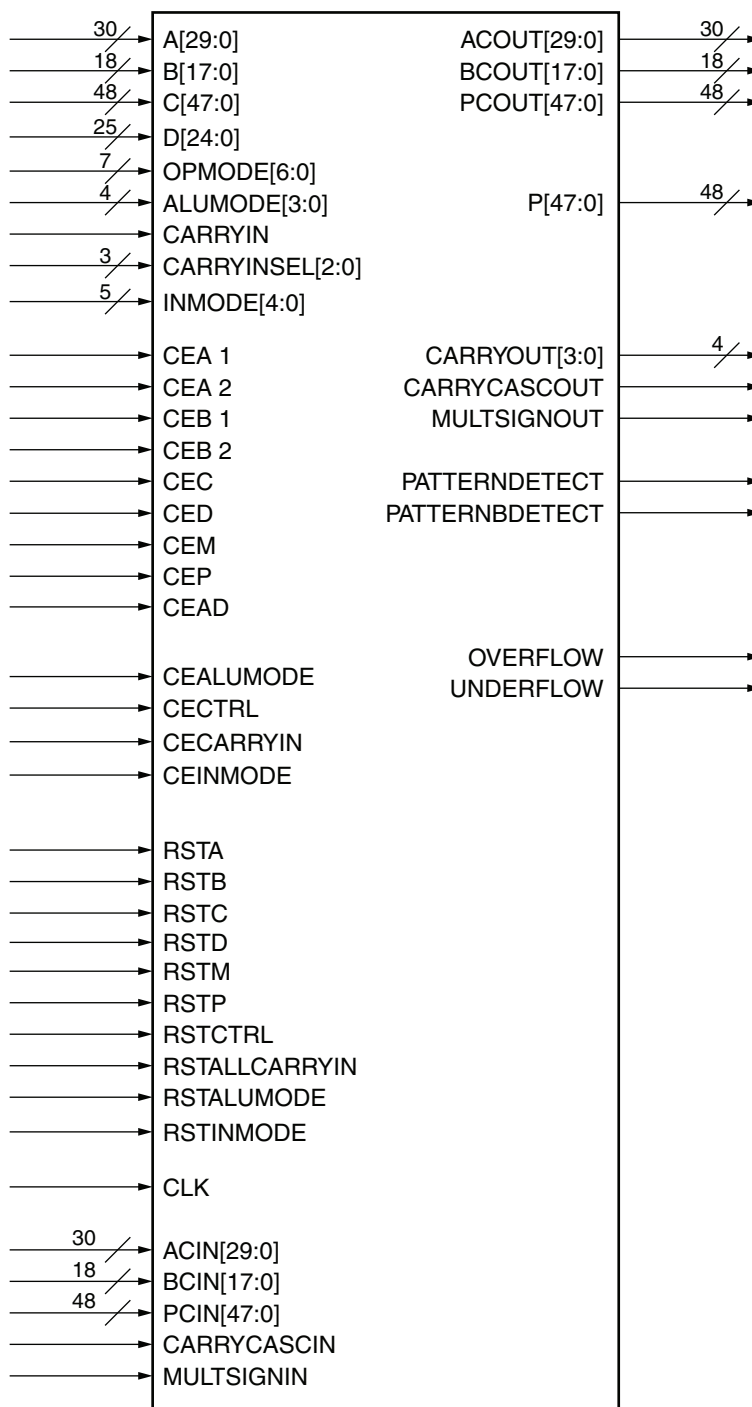 30 A[29:0] ACOUT[29:0] 30
18 B[17:0] BCOUT[17:0] 18
48 C[47:0] PCOUT[47:0] 48
25 D[24:0]
7 OPMODE[6:0]
4 ALUMODE[3:0] P[47:0] 48
CARRYIN
3 CARRYINSEL[2:0]
5 INMODE[4:0]
CEA 1 CARRYOUT[3:0] 4
CEA 2 CARRYCASCOUT
CEB 1 MULTSIGNOUT
CEB 2
CEC PATTERNDETECT
CED PATTERNBDETECT
CEM
CEP
CEAD
OVERFLOW
CEALUMODE UNDERFLOW
CECTRL
CECARRYIN
CEINMODE
RSTA
RSTB
RSTC
RSTD
RSTM
RSTP
RSTCTRL
RSTALLCARRYIN
RSTALUMODE
RSTINMODE
CLK
30 ACIN[29:0]
18 BCIN[17:0]
48 PCIN[47:0]
CARRYCASCIN
MULTSIGNIN